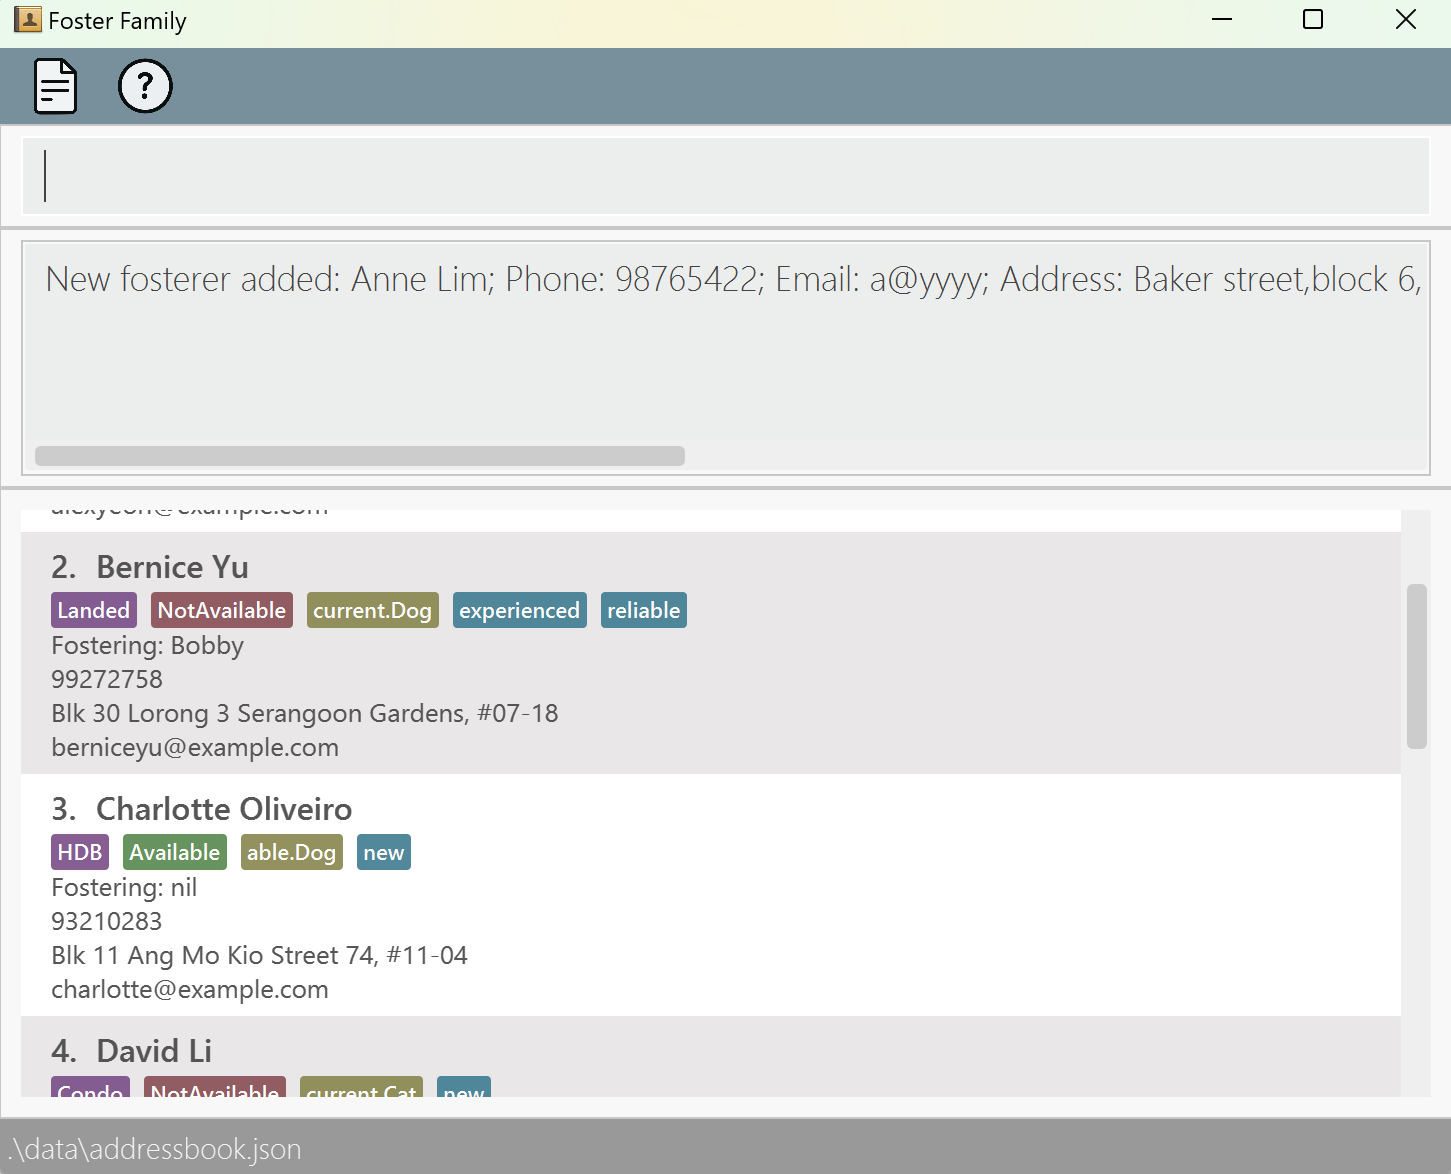 Foster Family
?
New fosterer added: Anne Lim; Phone: 98765422; Email: a@yyyy; Address: Baker street,block 6,
2. Bernice Yu
Landed NotAvailable current.Dog experienced reliable
Fostering: Bobby
99272758
Blk 30 Lorong 3 Serangoon Gardens, #07-18
berniceyu@example.com
3. Charlotte Oliveiro
HDB Available able.Dog new
Fostering: nil
93210283
Blk 11 Ang Mo Kio Street 74, #11-04
charlotte@example.com
4. David Li
Condo NotAvailable current.Cat new
.\data\addressbook.json